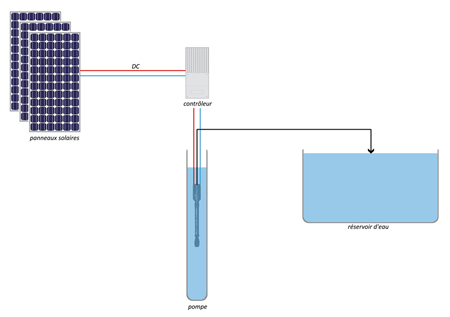 DC
contrôleur
panneaux solaires
réservoir d'eau
pompe